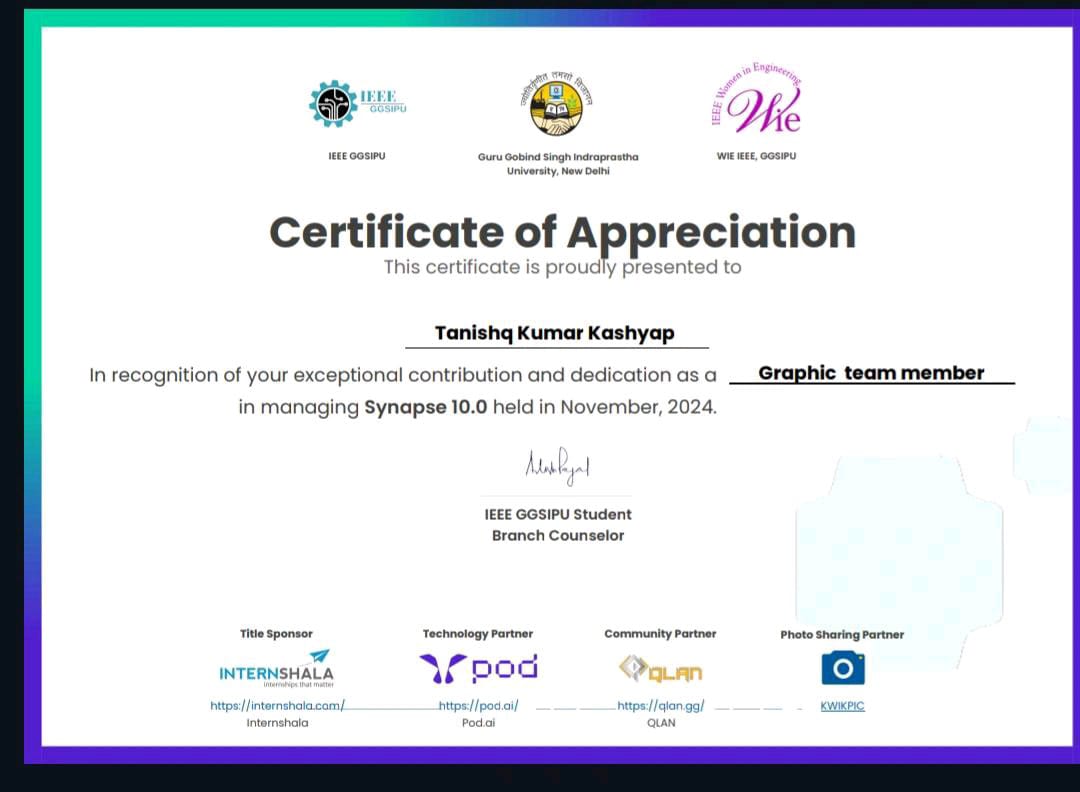 IEEE
GGSIPU
IEEE GGSIPU
Guru Gobind Singh Indraprastha
University, New Delhi
IEEE Women in Engineering
Wie
WIE IEEE, GGSIPU
Certificate of Appreciation
This certificate is proudly presented to
Tanishq Kumar Kashyap
In recognition of your exceptional contribution and dedication as a Graphic team member
in managing Synapse 10.0 held in November, 2024.
IEEE GGSIPU Student
Branch Counselor
Title Sponsor
INTERNSHALA
internships that matter
https://internshala.com/
Internshala
Technology Partner
pod
https://pod.ai/
Pod.ai
Community Partner
QLAN
https://qlan.gg/
QLAN
Photo Sharing Partner
KWIKPIC